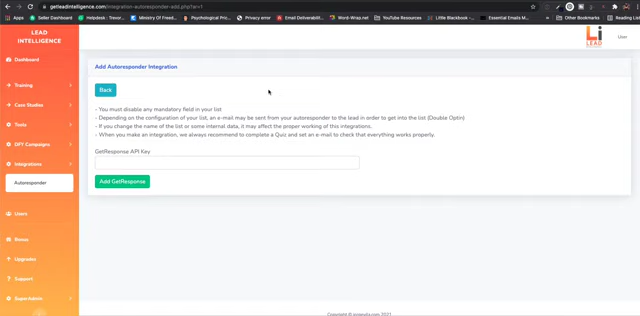 getleadintelligence.com/integration-autoresponder-add.php?a=1
Apps
Seller Dashboard
Helpdesk : Trevor...
Ministry Of Freed...
Psychological Pric...
Privacy error
Email Deliverabilit...
Word-Wrap.net
YouTube Resources
Little Blackbook -...
Essential Emails M...
»
Other Bookmarks
Reading List
LEAD
INTELLIGENCE
Dashboard
Training
Case Studies
Tools
Integrations
Autoresponder
Users
Bonus
Upgrades
Support
SuperAdmin
Li
LEAD
User
Add Autoresponder Integration
Back
- You must disable any mandatory field in your list
- Depending on the configuration of your list, an e-mail may be sent from your autoresponder to the lead in order to get into the list (Double Optin)
- If you change the name of the list or some internal data, it may affect the proper working of this integrations.
- When you make an integration, we always recommend to complete a Quiz and set an e-mail to check that everything works properly.
GetResponse API Key
Add GetResponse